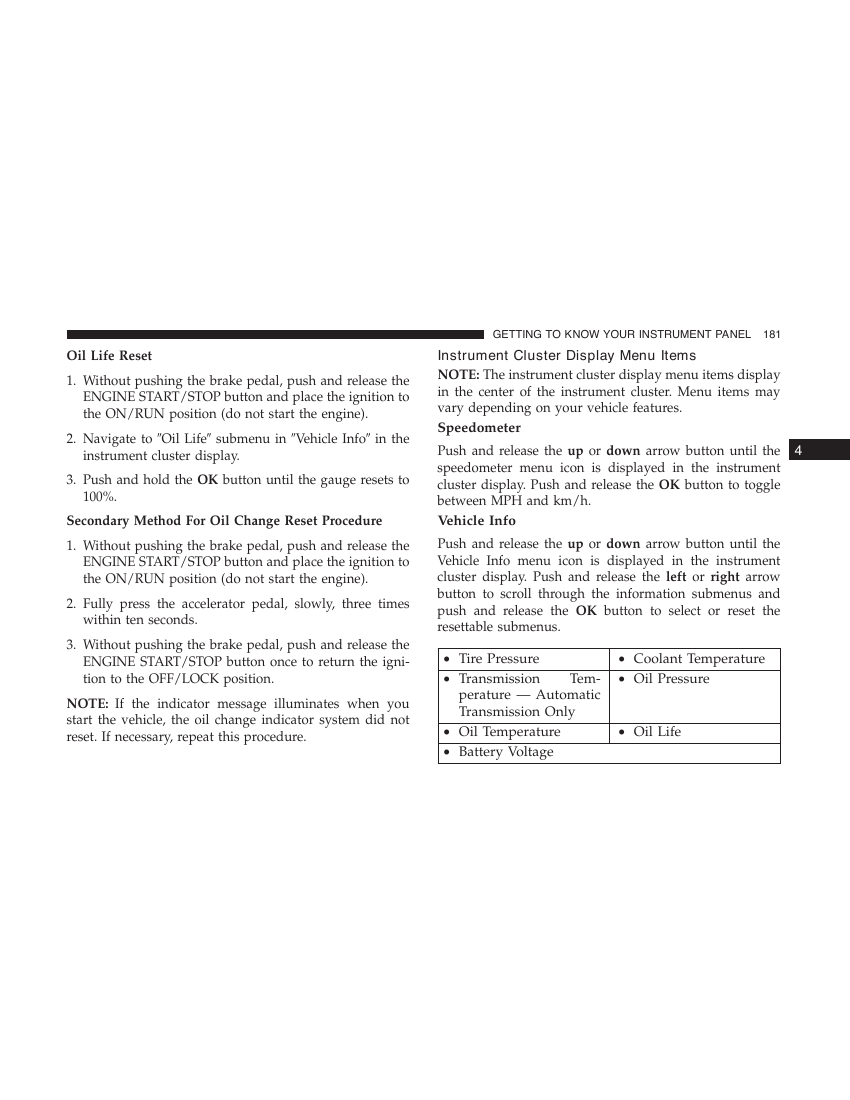 GETTING TO KNOW YOUR INSTRUMENT PANEL 181
Oil Life Reset
1. Without pushing the brake pedal, push and release the
ENGINE START/STOP button and place the ignition to
the ON/RUN position (do not start the engine).
2. Navigate to ″Oil Life″ submenu in ″Vehicle Info″ in the
instrument cluster display.
3. Push and hold the OK button until the gauge resets to
100%.
Secondary Method For Oil Change Reset Procedure
1. Without pushing the brake pedal, push and release the
ENGINE START/STOP button and place the ignition to
the ON/RUN position (do not start the engine).
2. Fully press the accelerator pedal, slowly, three times
within ten seconds.
3. Without pushing the brake pedal, push and release the
ENGINE START/STOP button once to return the igni-
tion to the OFF/LOCK position.
NOTE: If the indicator message illuminates when you
start the vehicle, the oil change indicator system did not
reset. If necessary, repeat this procedure.
Instrument Cluster Display Menu Items
NOTE: The instrument cluster display menu items display
in the center of the instrument cluster. Menu items may
vary depending on your vehicle features.
Speedometer
Push and release the up or down arrow button until the
speedometer menu icon is displayed in the instrument
cluster display. Push and release the OK button to toggle
between MPH and km/h.
Vehicle Info
Push and release the up or down arrow button until the
Vehicle Info menu icon is displayed in the instrument
cluster display. Push and release the left or right arrow
button to scroll through the information submenus and
push and release the OK button to select or reset the
resettable submenus.
• Tire Pressure
• Coolant Temperature
• Transmission Tem-
perature — Automatic
Transmission Only
• Oil Pressure
• Oil Temperature
• Oil Life
• Battery Voltage
4